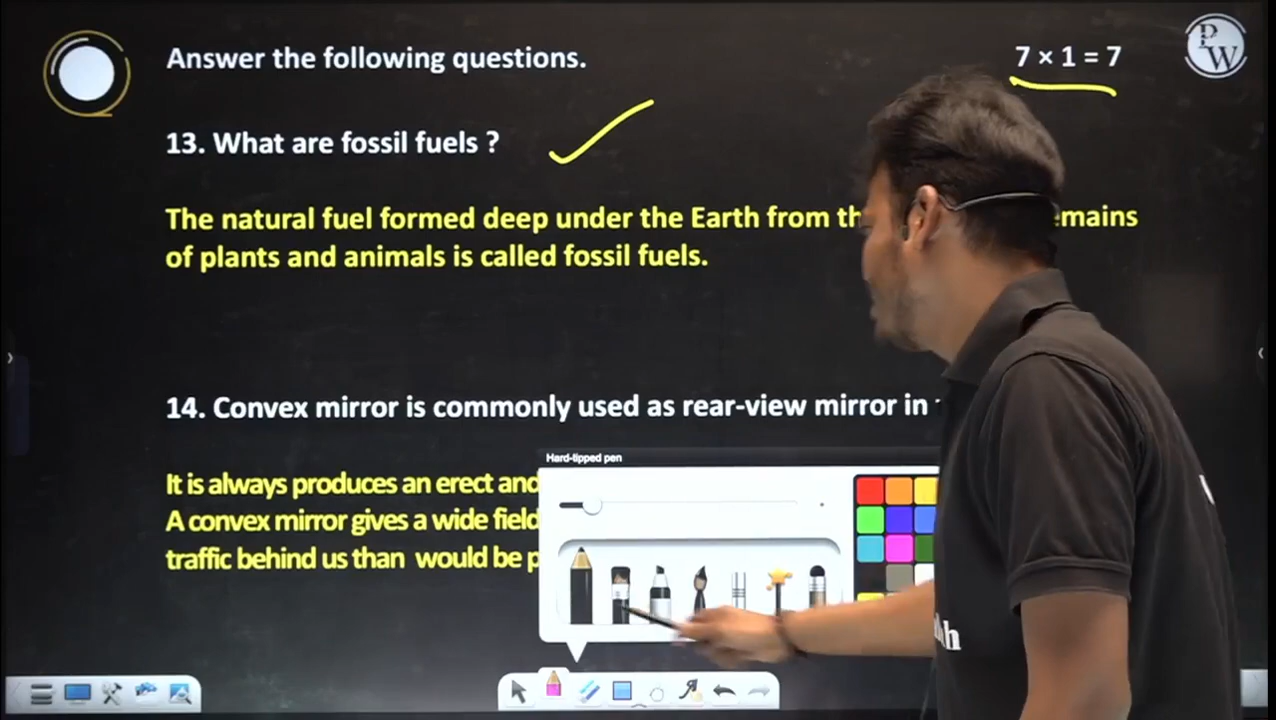 Answer the following questions.
7 × 1 = 7
PW
13. What are fossil fuels ?
The natural fuel formed deep under the Earth from emains
of plants and animals is called fossil fuels.
14. Convex mirror is commonly used as rear-view mirror in
Hard-tipped pen
It is always produces an erect and
A convex mirror gives a wide field
traffic behind us than would be p